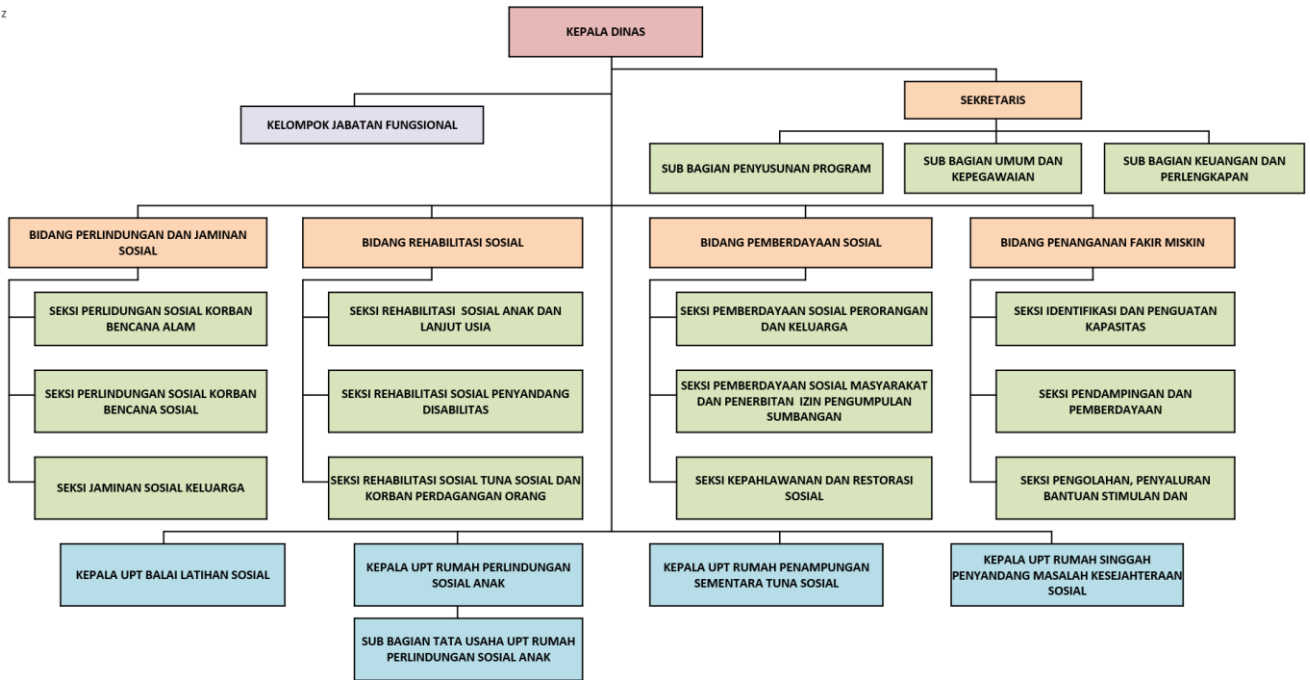 z
KEPALA DINAS
SEKRETARIS
KELOMPOK JABATAN FUNGSIONAL
SUB BAGIAN PENYUSUNAN PROGRAM
SUB BAGIAN UMUM DAN
KEPEGAWAIAN
SUB BAGIAN KEUANGAN DAN
PERLENGKAPAN
BIDANG PERLINDUNGAN DAN JAMINAN
SOSIAL
BIDANG REHABILITASI SOSIAL
BIDANG PEMBERDAYAAN SOSIAL
BIDANG PENANGANAN FAKIR MISKIN
SEKSI PERLIDUNGAN SOSIAL KORBAN
BENCANA ALAM
SEKSI REHABILITASI  SOSIAL ANAK DAN
LANJUT USIA
SEKSI PEMBERDAYAAN SOSIAL PERORANGAN
DAN KELUARGA
SEKSI IDENTIFIKASI DAN PENGUATAN
KAPASITAS
SEKSI PERLINDUNGAN SOSIAL KORBAN
BENCANA SOSIAL
SEKSI REHABILITASI SOSIAL PENYANDANG
DISABILITAS
SEKSI PEMBERDAYAAN SOSIAL MASYARAKAT
DAN PENERBITAN  IZIN PENGUMPULAN
SUMBANGAN
SEKSI PENDAMPINGAN DAN
PEMBERDAYAAN
SEKSI JAMINAN SOSIAL KELUARGA
SEKSI REHABILITASI SOSIAL TUNA SOSIAL DAN
KORBAN PERDAGANGAN ORANG
SEKSI KEPAHLAWANAN DAN RESTORASI
SOSIAL
SEKSI PENGOLAHAN, PENYALURAN
BANTUAN STIMULAN DAN
KEPALA UPT BALAI LATIHAN SOSIAL
KEPALA UPT RUMAH PERLINDUNGAN
SOSIAL ANAK
KEPALA UPT RUMAH PENAMPUNGAN
SEMENTARA TUNA SOSIAL
KEPALA UPT RUMAH SINGGAH
PENYANDANG MASALAH KESEJAHTERAAN
SOSIAL
SUB BAGIAN TATA USAHA UPT RUMAH
PERLINDUNGAN SOSIAL ANAK